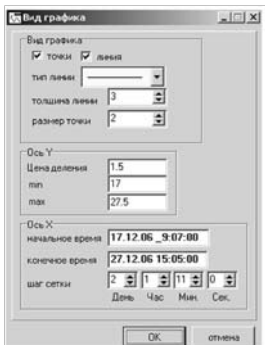 Вид графика
Вид графика
точки линия
тип линии
толщина линии 3
размер точки 2
Ось Y
Цена деления 1.5
min 17
max 27.5
Ось X
начальное время 17.12.06 _9:07:00
конечное время 27.12.06 15:05:00
шаг сетки 2 1 11 0
День Час Мин. Сек.
OK отмена